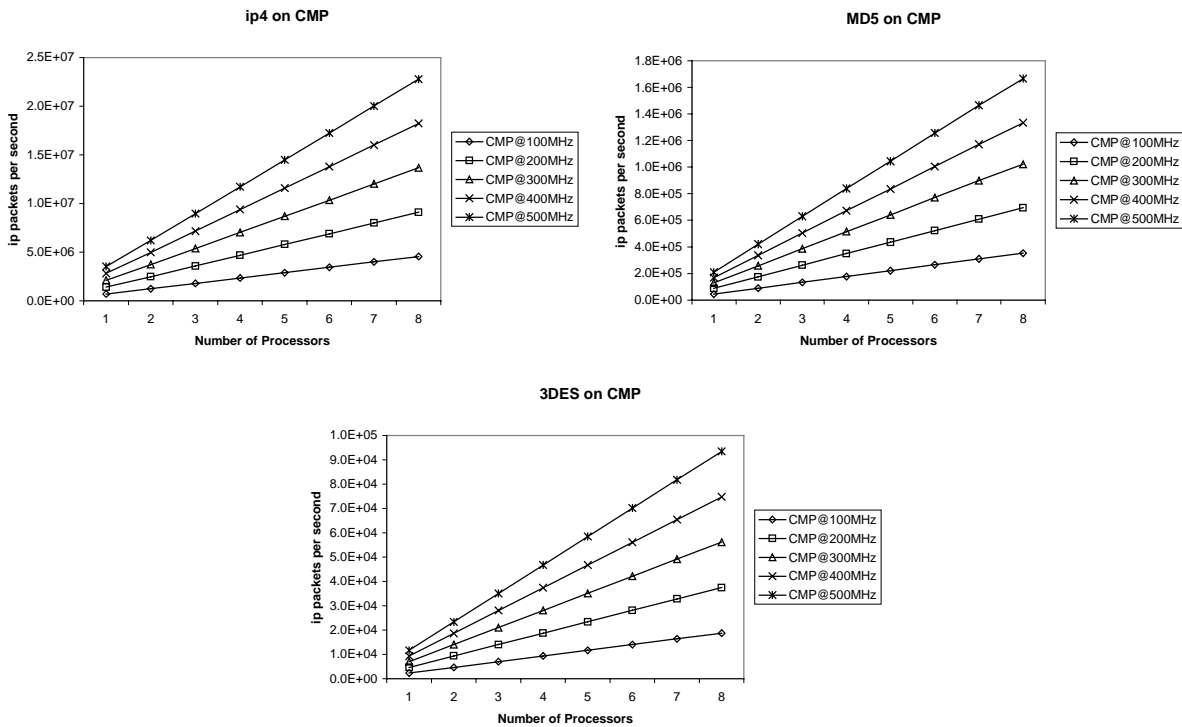 ip4 on CMP
ip packets per second
2.5E+07
2.0E+07
1.5E+07
1.0E+07
5.0E+06
0.0E+00
1 2 3 4 5 6 7 8
Number of Processors
CMP@100MHz
CMP@200MHz
CMP@300MHz
CMP@400MHz
CMP@500MHz
MD5 on CMP
ip packets per second
1.8E+06
1.6E+06
1.4E+06
1.2E+06
1.0E+06
8.0E+05
6.0E+05
4.0E+05
2.0E+05
0.0E+00
1 2 3 4 5 6 7 8
Number of Processors
CMP@100MHz
CMP@200MHz
CMP@300MHz
CMP@400MHz
CMP@500MHz
3DES on CMP
ip packets per second
1.0E+05
9.0E+04
8.0E+04
7.0E+04
6.0E+04
5.0E+04
4.0E+04
3.0E+04
2.0E+04
1.0E+04
0.0E+00
1 2 3 4 5 6 7 8
Number of Processors
CMP@100MHz
CMP@200MHz
CMP@300MHz
CMP@400MHz
CMP@500MHz